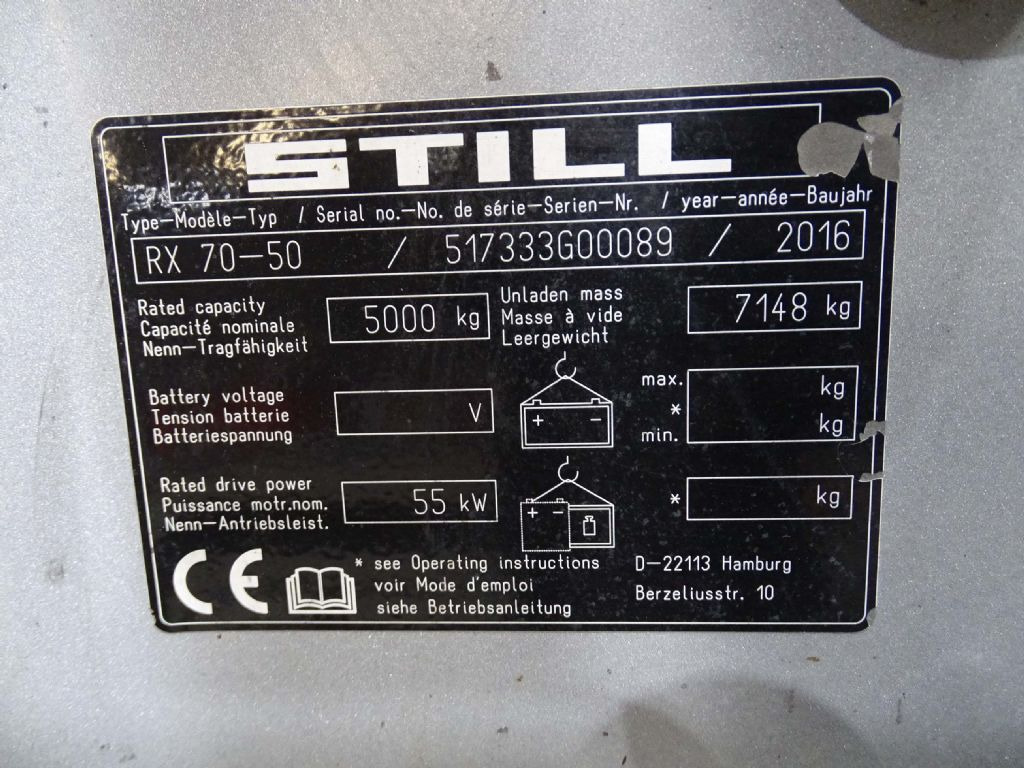 STILL
Type-Modèle-Typ / Serial no.-No. de série-Serien-Nr. / year-année-Baujahr
RX 70-50 / 517333G00089 / 2016
Rated capacity
Capacité nominale
Nenn-Tragfähigkeit
5000 kg
Unladen mass
Masse à vide
Leergewicht
7148 kg
Battery voltage
Tension batterie
Batteriespannung
V
+ -
max. kg
*
min. kg
Rated drive power
Puissance motr.nom.
Nenn-Antriebsleist.
55 kW
+ -
* kg
CE
* see Operating instructions
voir Mode d'emploi
siehe Betriebsanleitung
D-22113 Hamburg
Berzeliusstr. 10